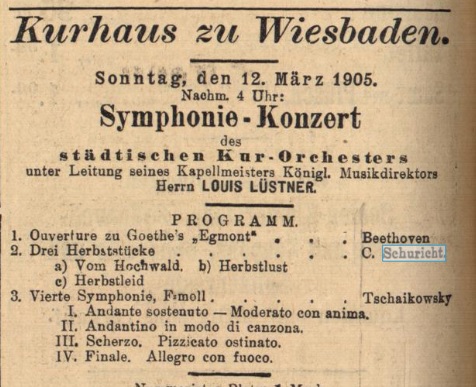 Kurhaus zu Wiesbaden.
Sonntag, den 12. März 1905.
Nachm. 4 Uhr:
Symphonie-Konzert
des
städtischen Kur-Orchesters
unter Leitung seines Kapellmeisters Königl. Musikdirektors
Herrn LOUIS LÜSTNER.
PROGRAMM.
1. Ouverture zu Goethe's „Egmont“ . . . Beethoven
2. Drei Herbststücke . . . . . . C. Schuricht.
a) Vom Hochwald. b) Herbstlust
c) Herbstleid
3. Vierte Symphonie, F-moll . . . . . Tschaikowsky
I. Andante sostenuto — Moderato con anima.
II. Andantino in modo di canzona.
III. Scherzo. Pizzicato ostinato.
IV. Finale. Allegro con fuoco.